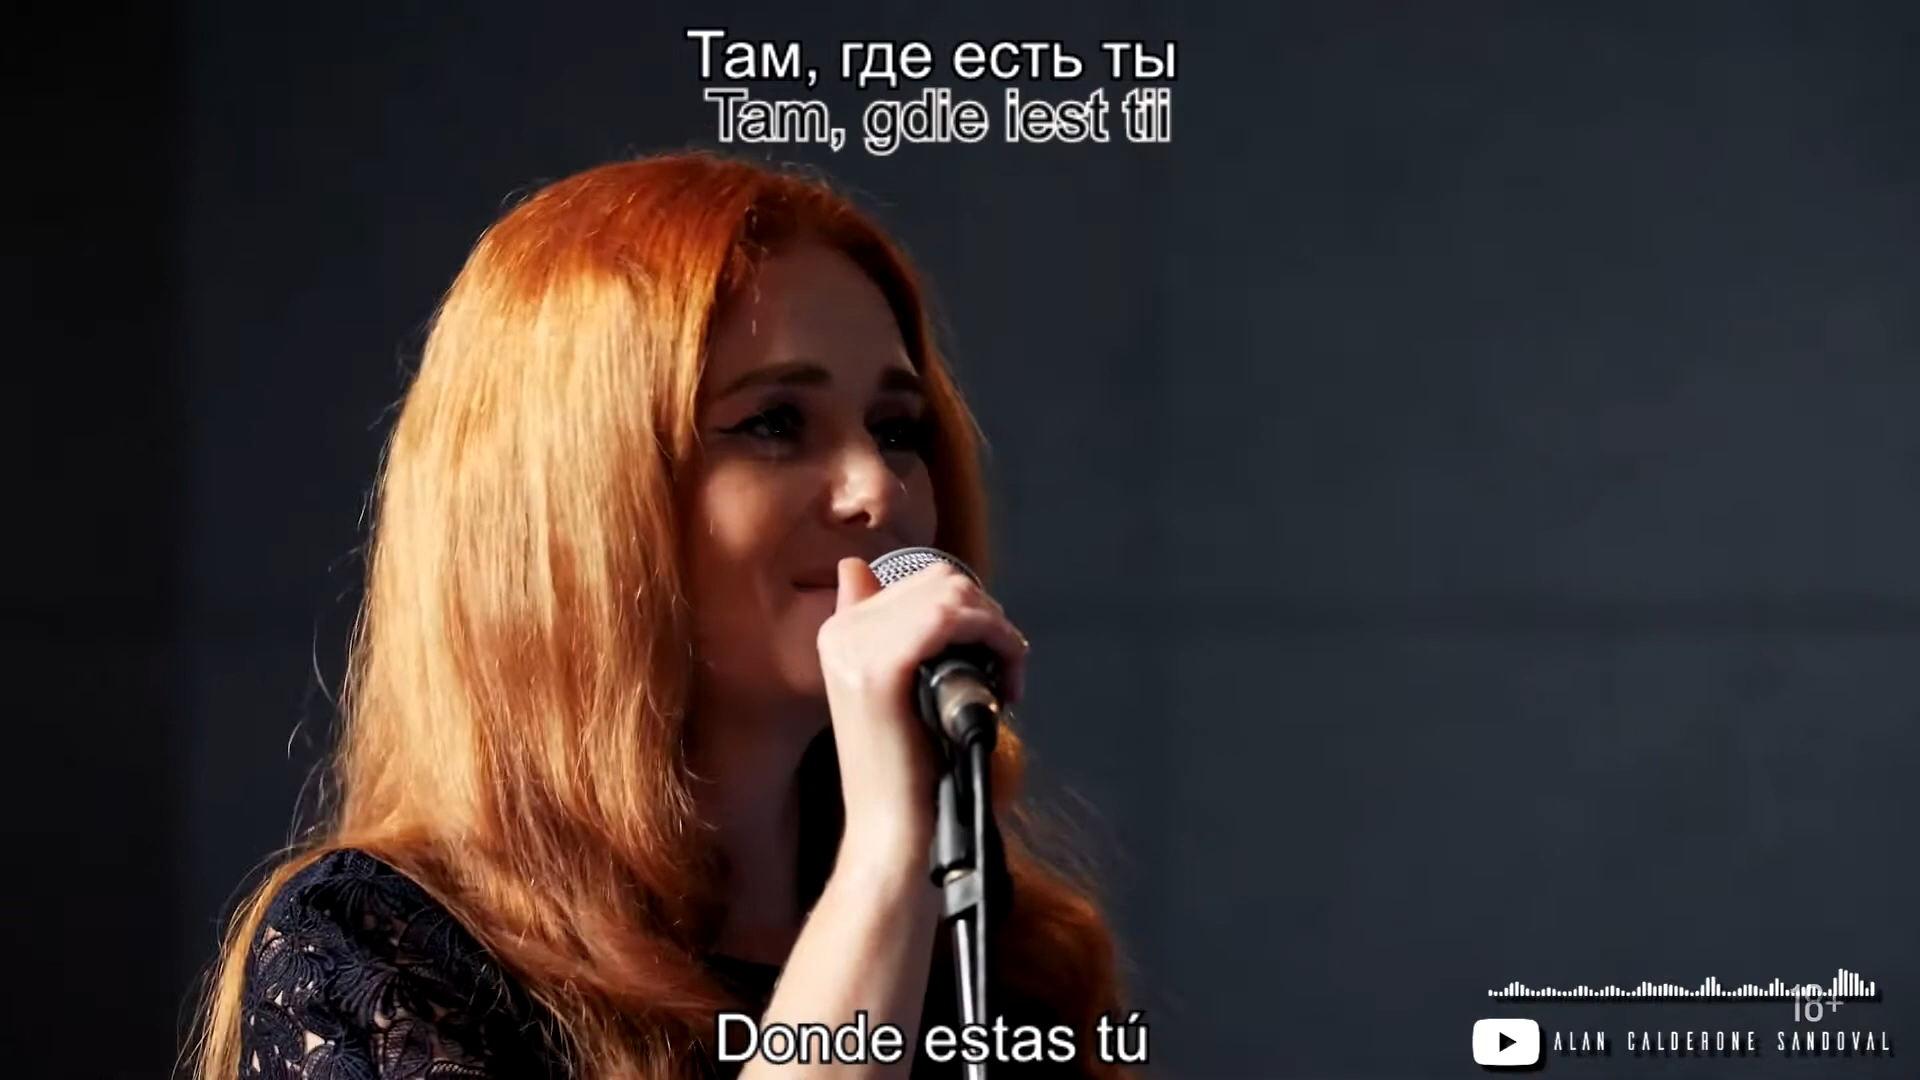 Там, где есть ты
Tam, gdie iest tii
Donde estas tú
18+
ALAN CALDERONE SANDOVAL